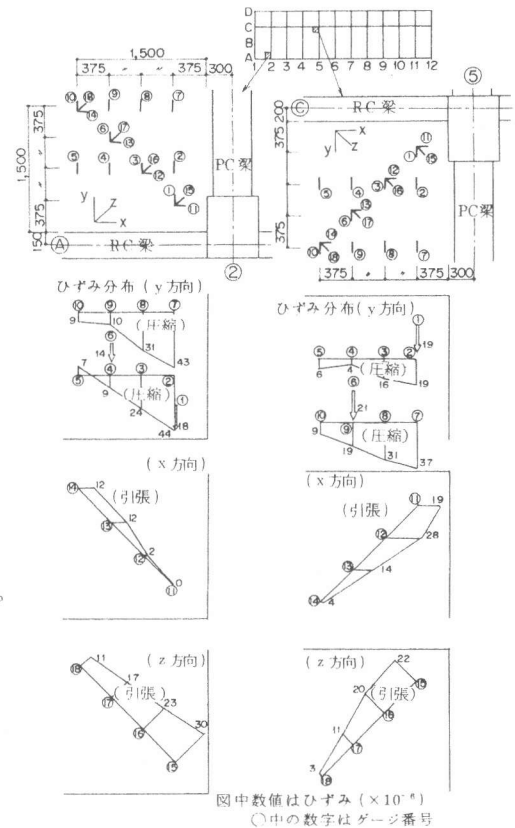 D
C
B
A
2 3 4 5 6 7 8 9 10 11 12
1,500
375 〃 〃 375 300
⑩ ⑱ ⑨ ⑧ ⑦
⑭
⑥ ⑰
⑬
⑤ ④ ③ ⑯ ②
⑫
① ⑮
⑪
375
1,500
375
150
y z x
PC梁
Ⓐ RC梁
②
⑤
Ⓒ RC梁
200
375
375
x y z
⑪
① ⑮
⑫
⑤ ④ ③ ⑯ ②
⑬
⑥ ⑰
⑭
⑩ ⑱ ⑨ ⑧ ⑦
PC梁
375 〃 〃 375 300
ひずみ分布(y方向)
⑩ ⑨ ⑧ ⑦
9 10 (圧縮)
⑥ 31
14 43
7
⑤ ④ ③ ②
9 (圧縮) ①
24 18
44
ひずみ分布(y方向)
①
19
⑤ ④ ③ ②
6 4 (圧縮)
16 19
⑥
21
⑩ ⑨ ⑧ ⑦
9 (圧縮)
19 31 37
(x方向)
⑭ 12 (引張)
⑬ 12
⑫ 2
0
⑪
(x方向)
⑪ 19
(引張)
⑫ 28
⑬ 14
⑭ 4
(z方向)
11
⑱ 17
⑰ (引張)
23
⑯ 30
⑮
(z方向)
22
⑮
20 (引張)
⑯
11
⑰
3
⑱
図中数値はひずみ(×10⁻⁶)
○中の数字はゲージ番号